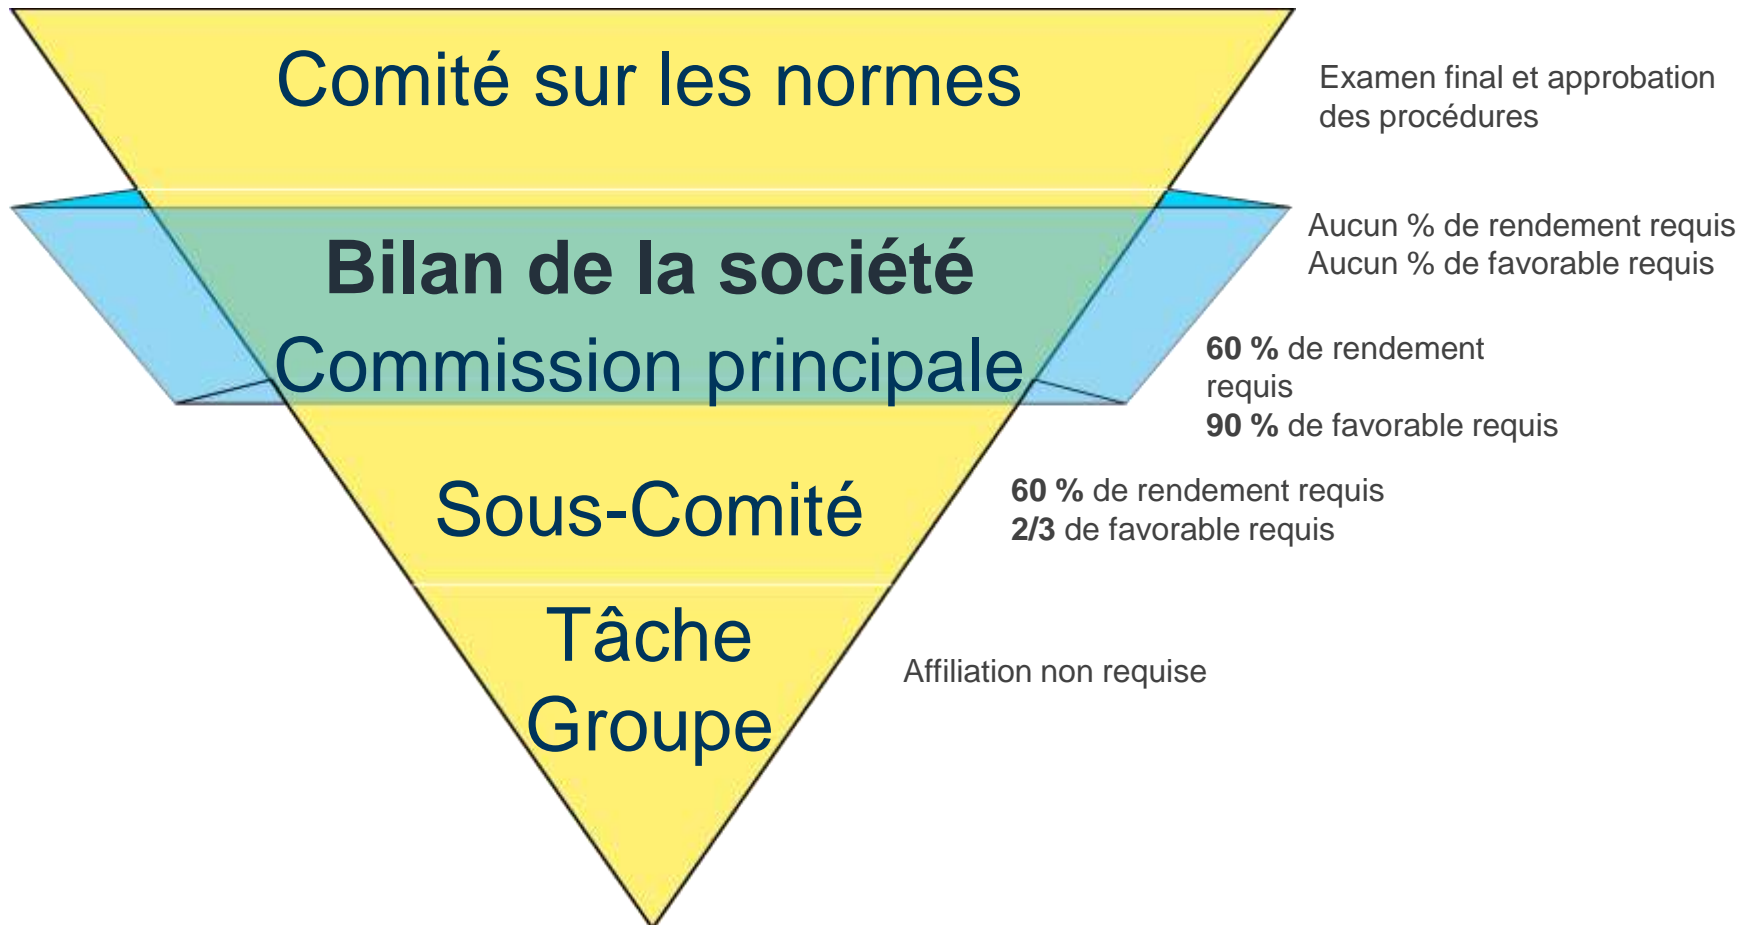 Comité sur les normes
Examen final et approbation
des procédures
Bilan de la société
Aucun % de rendement requis
Aucun % de favorable requis
Commission principale
60 % de rendement
requis
90 % de favorable requis
Sous-Comité
60 % de rendement requis
2/3 de favorable requis
Tâche
Groupe
Affiliation non requise